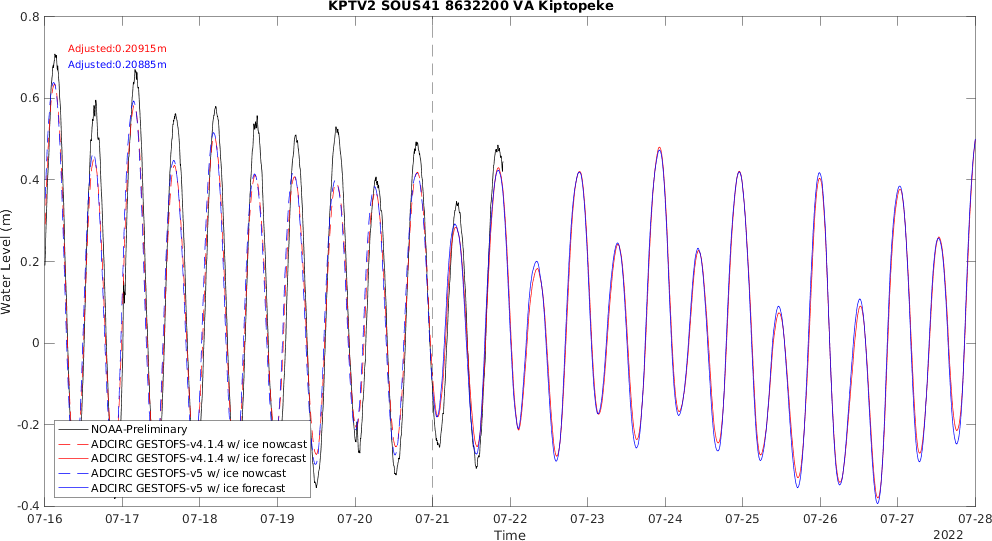 KPTV2 SOUS41 8632200 VA Kiptopeke
Adjusted:0.20915m
Adjusted:0.20885m
0.8
0.6
0.4
0.2
0
-0.2
-0.4
Water Level (m)
NOAA-Preliminary
ADCIRC GESTOFS-v4.1.4 w/ ice nowcast
ADCIRC GESTOFS-v4.1.4 w/ ice forecast
ADCIRC GESTOFS-v5 w/ ice nowcast
ADCIRC GESTOFS-v5 w/ ice forecast
07-16 07-17 07-18 07-19 07-20 07-21 07-22 07-23 07-24 07-25 07-26 07-27 07-28
Time
2022